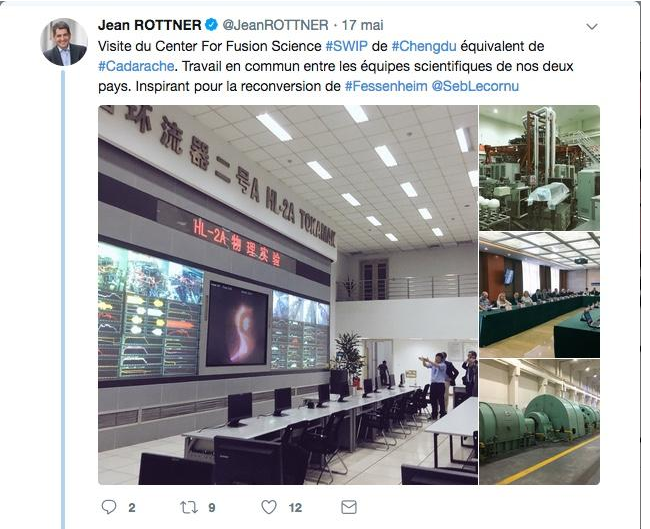 Jean ROTTNER @JeanROTTNER · 17 mai
Visite du Center For Fusion Science #SWIP de #Chengdu équivalent de
#Cadarache. Travail en commun entre les équipes scientifiques de nos deux
pays. Inspirant pour la reconversion de #Fessenheim @SebLecornu
环流器二号A HL-2A TOKAMAK
HL-2A 物理实验
2 9 12